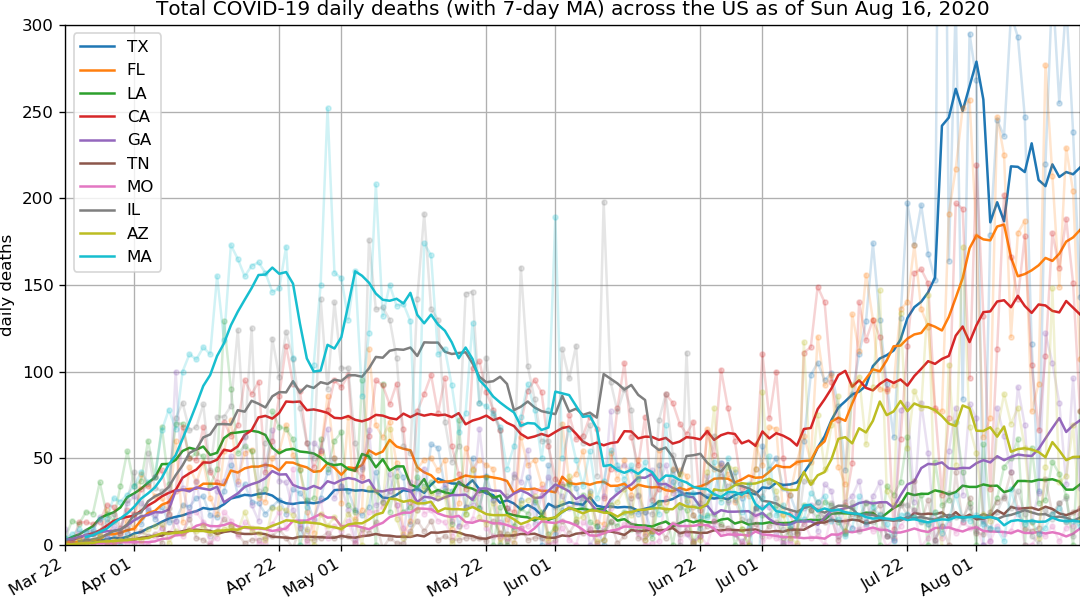 Total COVID-19 daily deaths (with 7-day MA) across the US as of Sun Aug 16, 2020
daily deaths
300
250
200
150
100
50
0
TX
FL
LA
CA
GA
TN
MO
IL
AZ
MA
Mar 22
Apr 01
Apr 22
May 01
May 22
Jun 01
Jun 22
Jul 01
Jul 22
Aug 01